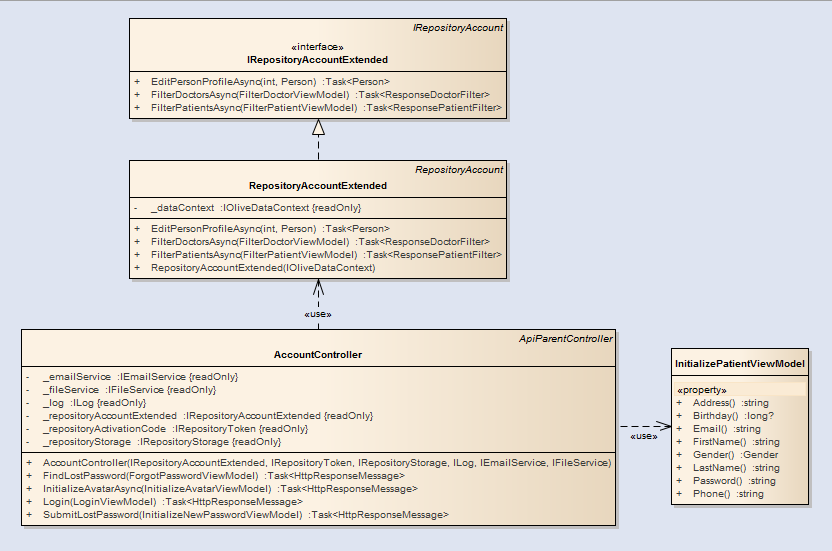 IRepositoryAccount
«interface»
IRepositoryAccountExtended
+ EditPersonProfileAsync(int, Person) :Task<Person>
+ FilterDoctorsAsync(FilterDoctorViewModel) :Task<ResponseDoctorFilter>
+ FilterPatientsAsync(FilterPatientViewModel) :Task<ResponsePatientFilter>
RepositoryAccount
RepositoryAccountExtended
- _dataContext :IOliveDataContext {readOnly}
+ EditPersonProfileAsync(int, Person) :Task<Person>
+ FilterDoctorsAsync(FilterDoctorViewModel) :Task<ResponseDoctorFilter>
+ FilterPatientsAsync(FilterPatientViewModel) :Task<ResponsePatientFilter>
+ RepositoryAccountExtended(IOliveDataContext)
«use»
ApiParentController
AccountController
- _emailService :IEmailService {readOnly}
- _fileService :IFileService {readOnly}
- _log :ILog {readOnly}
- _repositoryAccountExtended :IRepositoryAccountExtended {readOnly}
- _repositoryActivationCode :IRepositoryToken {readOnly}
- _repositoryStorage :IRepositoryStorage {readOnly}
+ AccountController(IRepositoryAccountExtended, IRepositoryToken, IRepositoryStorage, ILog, IEmailService, IFileService)
+ FindLostPassword(ForgotPasswordViewModel) :Task<HttpResponseMessage>
+ InitializeAvatarAsync(InitializeAvatarViewModel) :Task<HttpResponseMessage>
+ Login(LoginViewModel) :Task<HttpResponseMessage>
+ SubmitLostPassword(InitializeNewPasswordViewModel) :Task<HttpResponseMessage>
«use»
InitializePatientViewModel
«property»
+ Address() :string
+ Birthday() :long?
+ Email() :string
+ FirstName() :string
+ Gender() :Gender
+ LastName() :string
+ Password() :string
+ Phone() :string